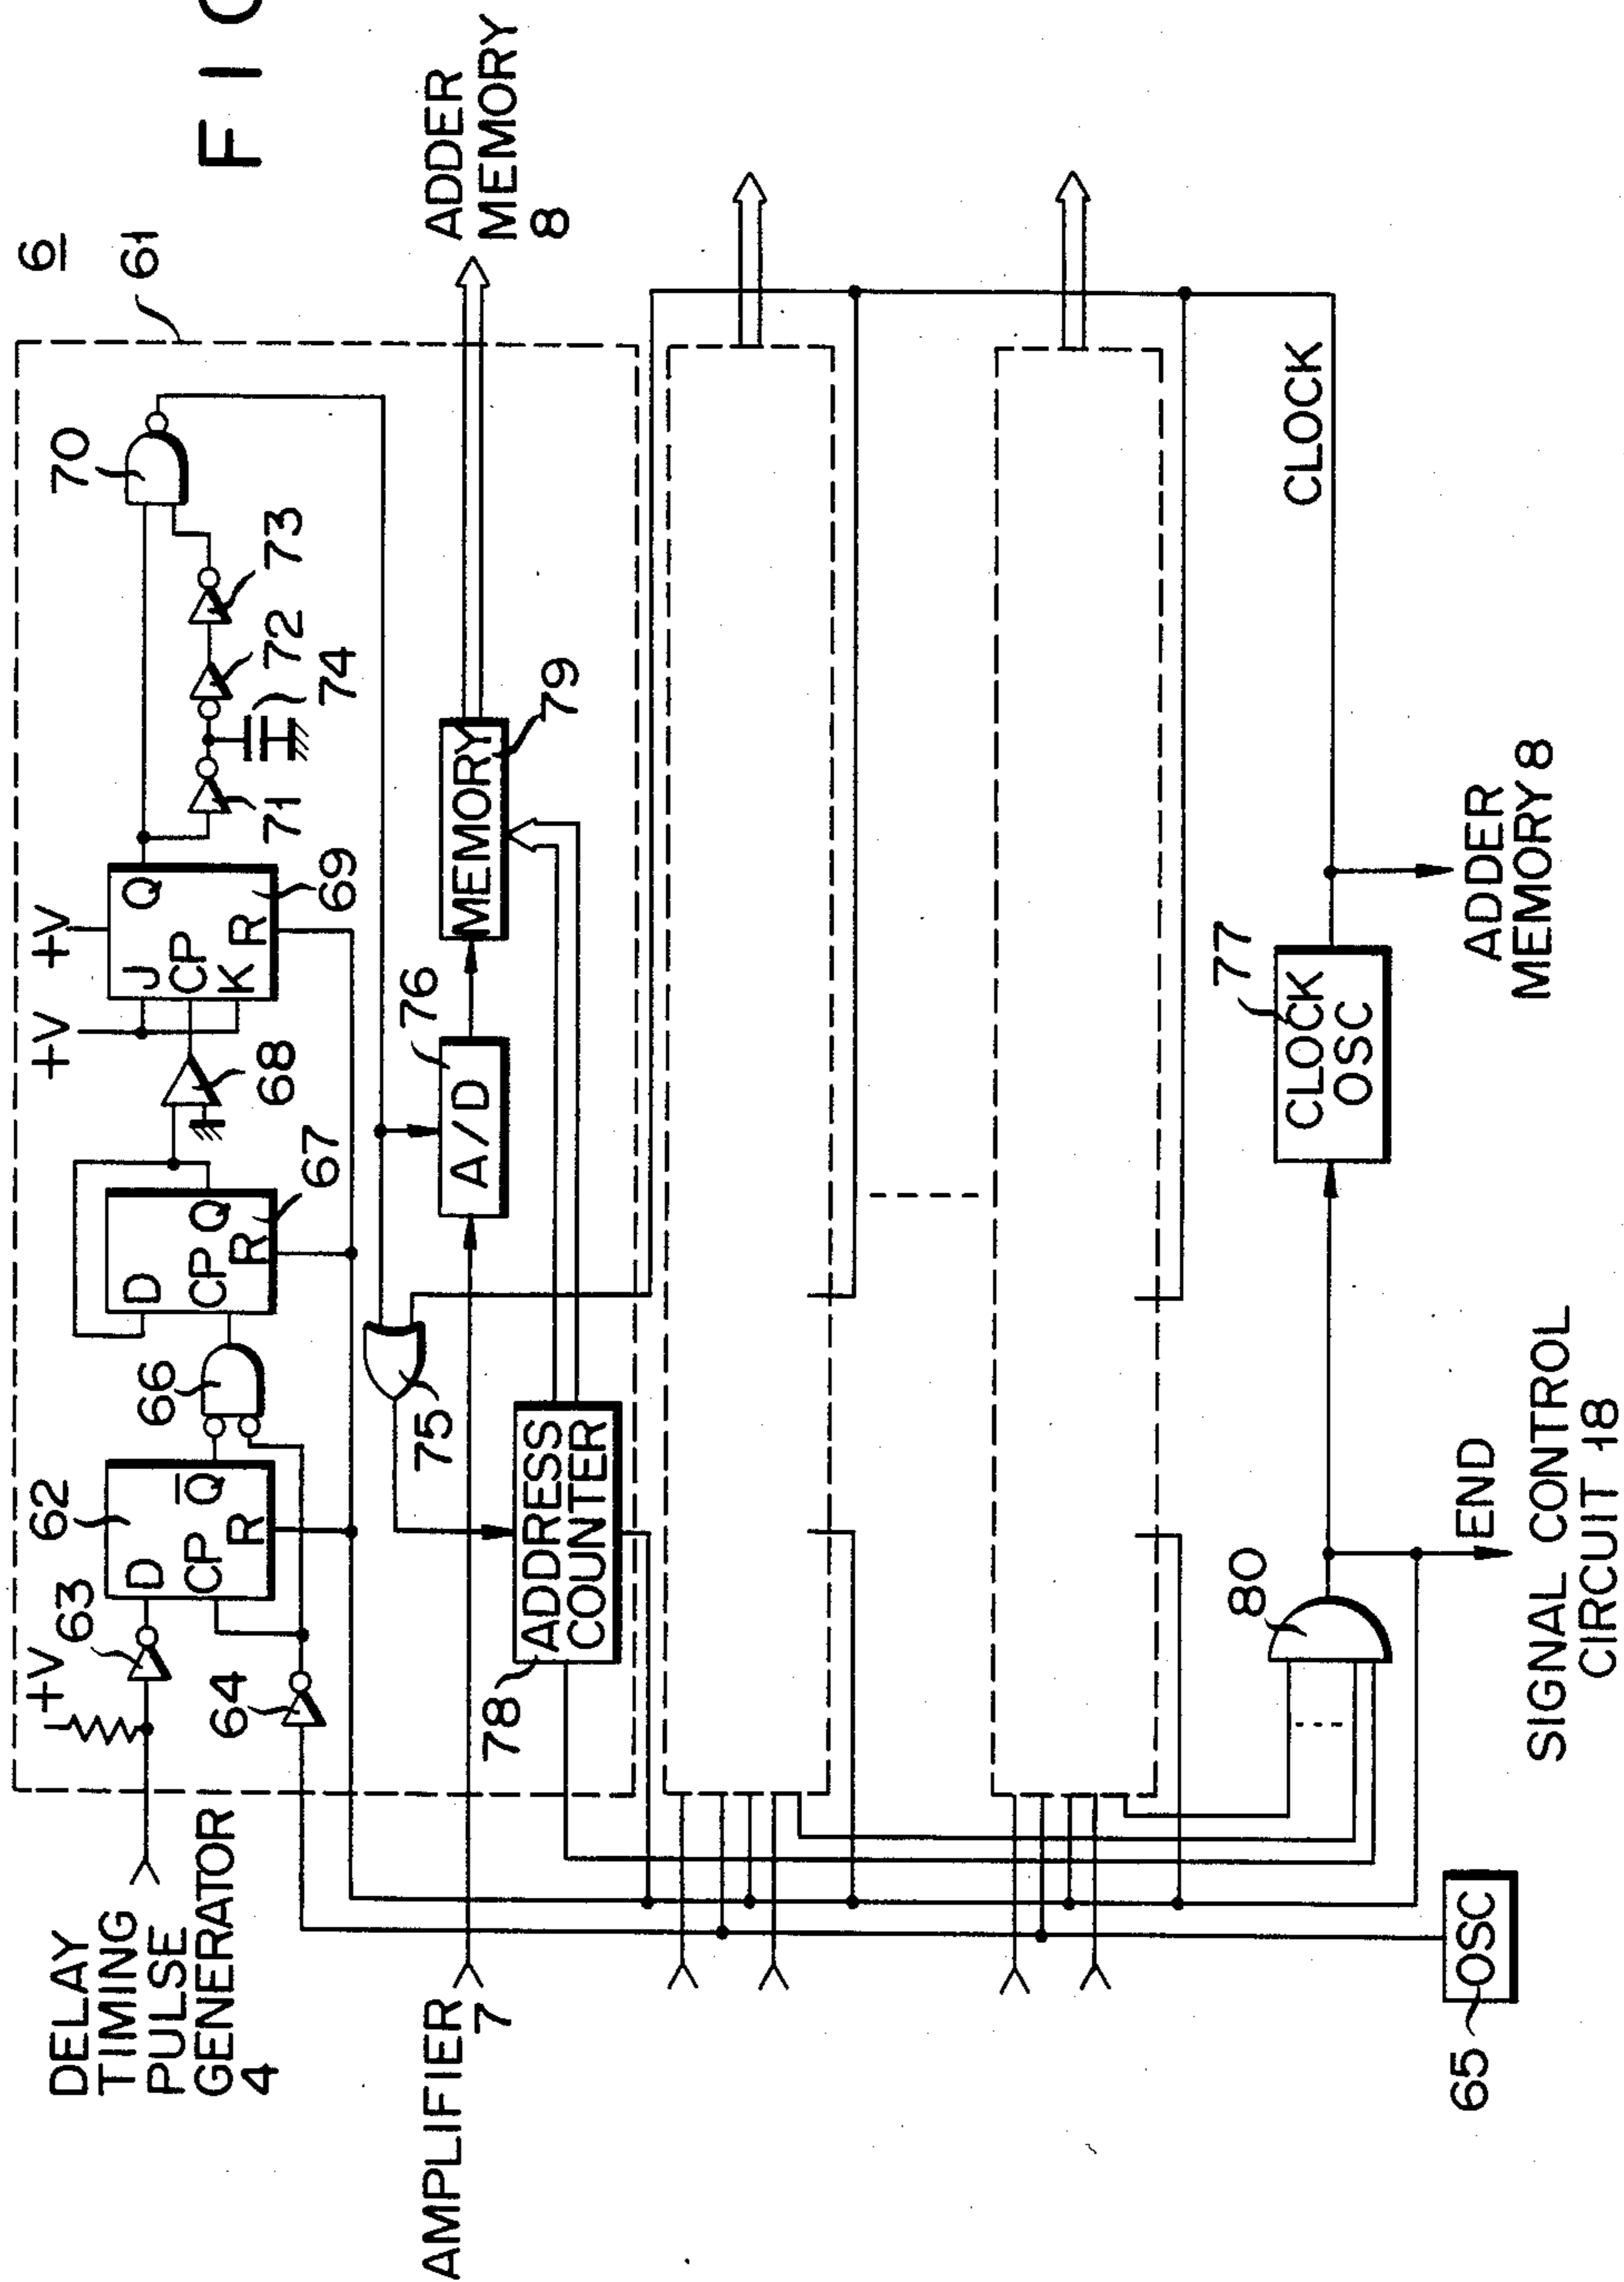 F I G
6
61
DELAY
TIMING
PULSE
GENERATOR
4
+V
63
64
62
D
CP
Q̅
R
66
67
D
CP
Q
R
68
+V
+V
69
J
CP
K
Q
R
70
71
72
73
74
75
A/D
76
MEMORY
79
ADDRESS
COUNTER
78
AMPLIFIER
7
ADDER
MEMORY
8
80
CLOCK
OSC
77
CLOCK
ADDER
MEMORY 8
END
SIGNAL CONTROL
CIRCUIT 18
OSC
65